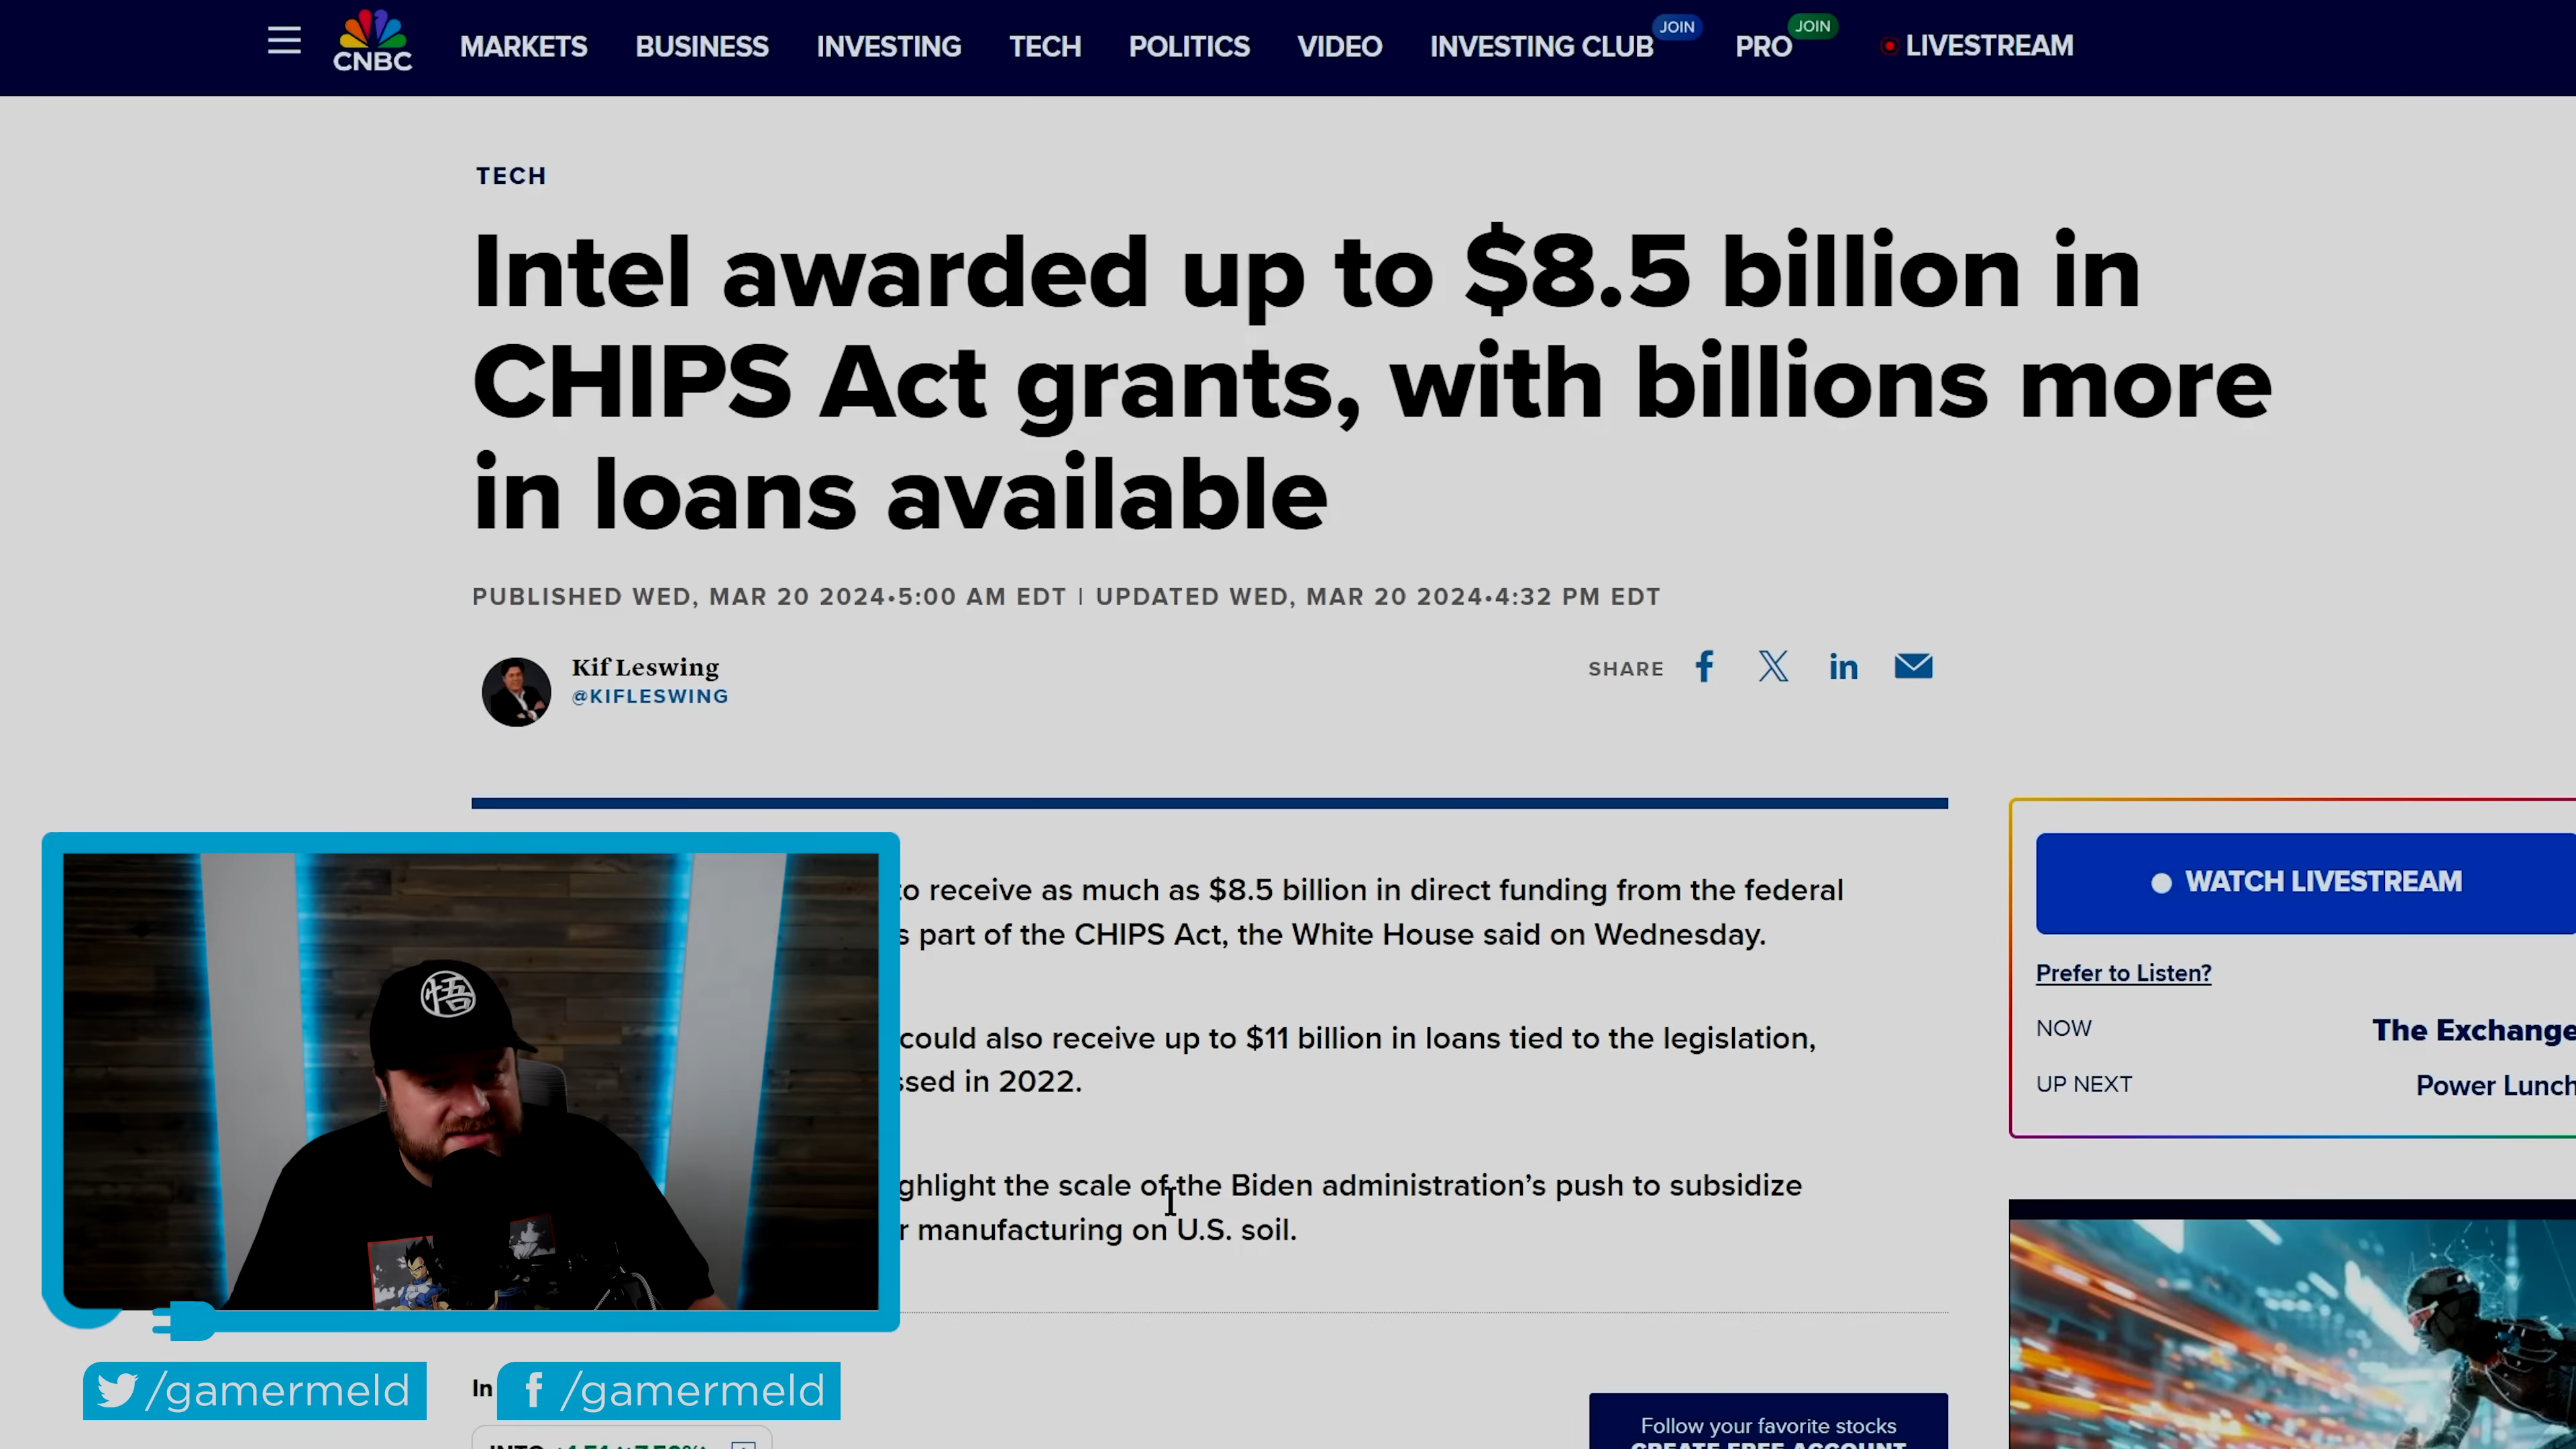 JOIN
JOIN
CNBC
MARKETS BUSINESS INVESTING TECH POLITICS VIDEO INVESTING CLUB PRO LIVESTREAM
TECH
Intel awarded up to $8.5 billion in
CHIPS Act grants, with billions more
in loans available
PUBLISHED WED, MAR 20 2024•5:00 AM EDT | UPDATED WED, MAR 20 2024•4:32 PM EDT
Kif Leswing
@KIFLESWING
SHARE
to receive as much as $8.5 billion in direct funding from the federal
part of the CHIPS Act, the White House said on Wednesday.
could also receive up to $11 billion in loans tied to the legislation,
ssed in 2022.
ghlight the scale of the Biden administration's push to subsidize
r manufacturing on U.S. soil.
WATCH LIVESTREAM
Prefer to Listen?
NOW The Exchange
UP NEXT Power Lunch
悟
/gamermeld
In
/gamermeld
Follow your favorite stocks
CREATE FREE ACCOUNT